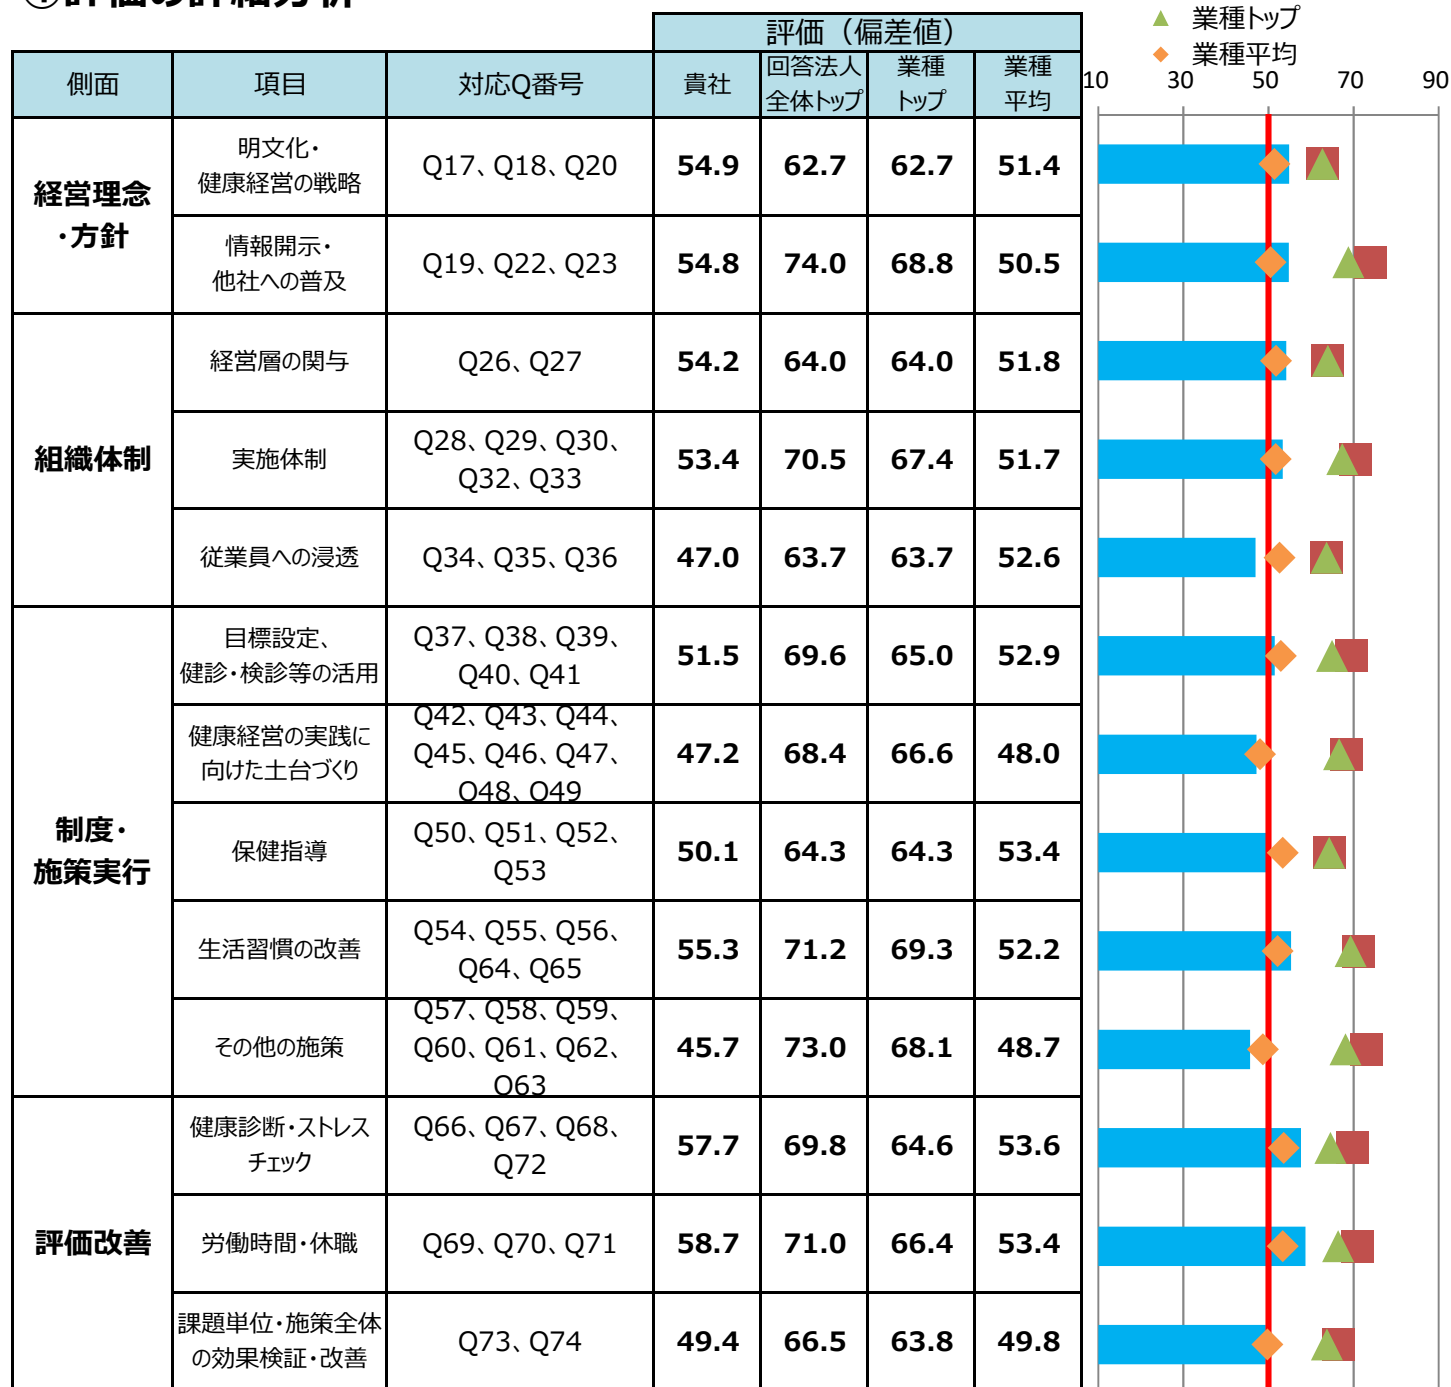 ①評価の詳細分析
▲ 業種トップ
◆ 業種平均
評価（偏差値）
側面 項目 対応Q番号 貴社 回答法人 業種 業種
全体トップ トップ 平均
10 30 50 70 90
経営理念
・方針
明文化・
健康経営の戦略
Q17、Q18、Q20 54.9 62.7 62.7 51.4
情報開示・
他社への普及
Q19、Q22、Q23 54.8 74.0 68.8 50.5
組織体制
経営層の関与 Q26、Q27 54.2 64.0 64.0 51.8
実施体制
Q28、Q29、Q30、
Q32、Q33
53.4 70.5 67.4 51.7
従業員への浸透 Q34、Q35、Q36 47.0 63.7 63.7 52.6
制度・
施策実行
目標設定、
健診・検診等の活用
Q37、Q38、Q39、
Q40、Q41
51.5 69.6 65.0 52.9
健康経営の実践に
向けた土台づくり
Q42、Q43、Q44、
Q45、Q46、Q47、
Q48、Q49
47.2 68.4 66.6 48.0
保健指導
Q50、Q51、Q52、
Q53
50.1 64.3 64.3 53.4
生活習慣の改善
Q54、Q55、Q56、
Q64、Q65
55.3 71.2 69.3 52.2
その他の施策
Q57、Q58、Q59、
Q60、Q61、Q62、
Q63
45.7 73.0 68.1 48.7
評価改善
健康診断・ストレス
チェック
Q66、Q67、Q68、
Q72
57.7 69.8 64.6 53.6
労働時間・休職 Q69、Q70、Q71 58.7 71.0 66.4 53.4
課題単位・施策全体
の効果検証・改善
Q73、Q74 49.4 66.5 63.8 49.8